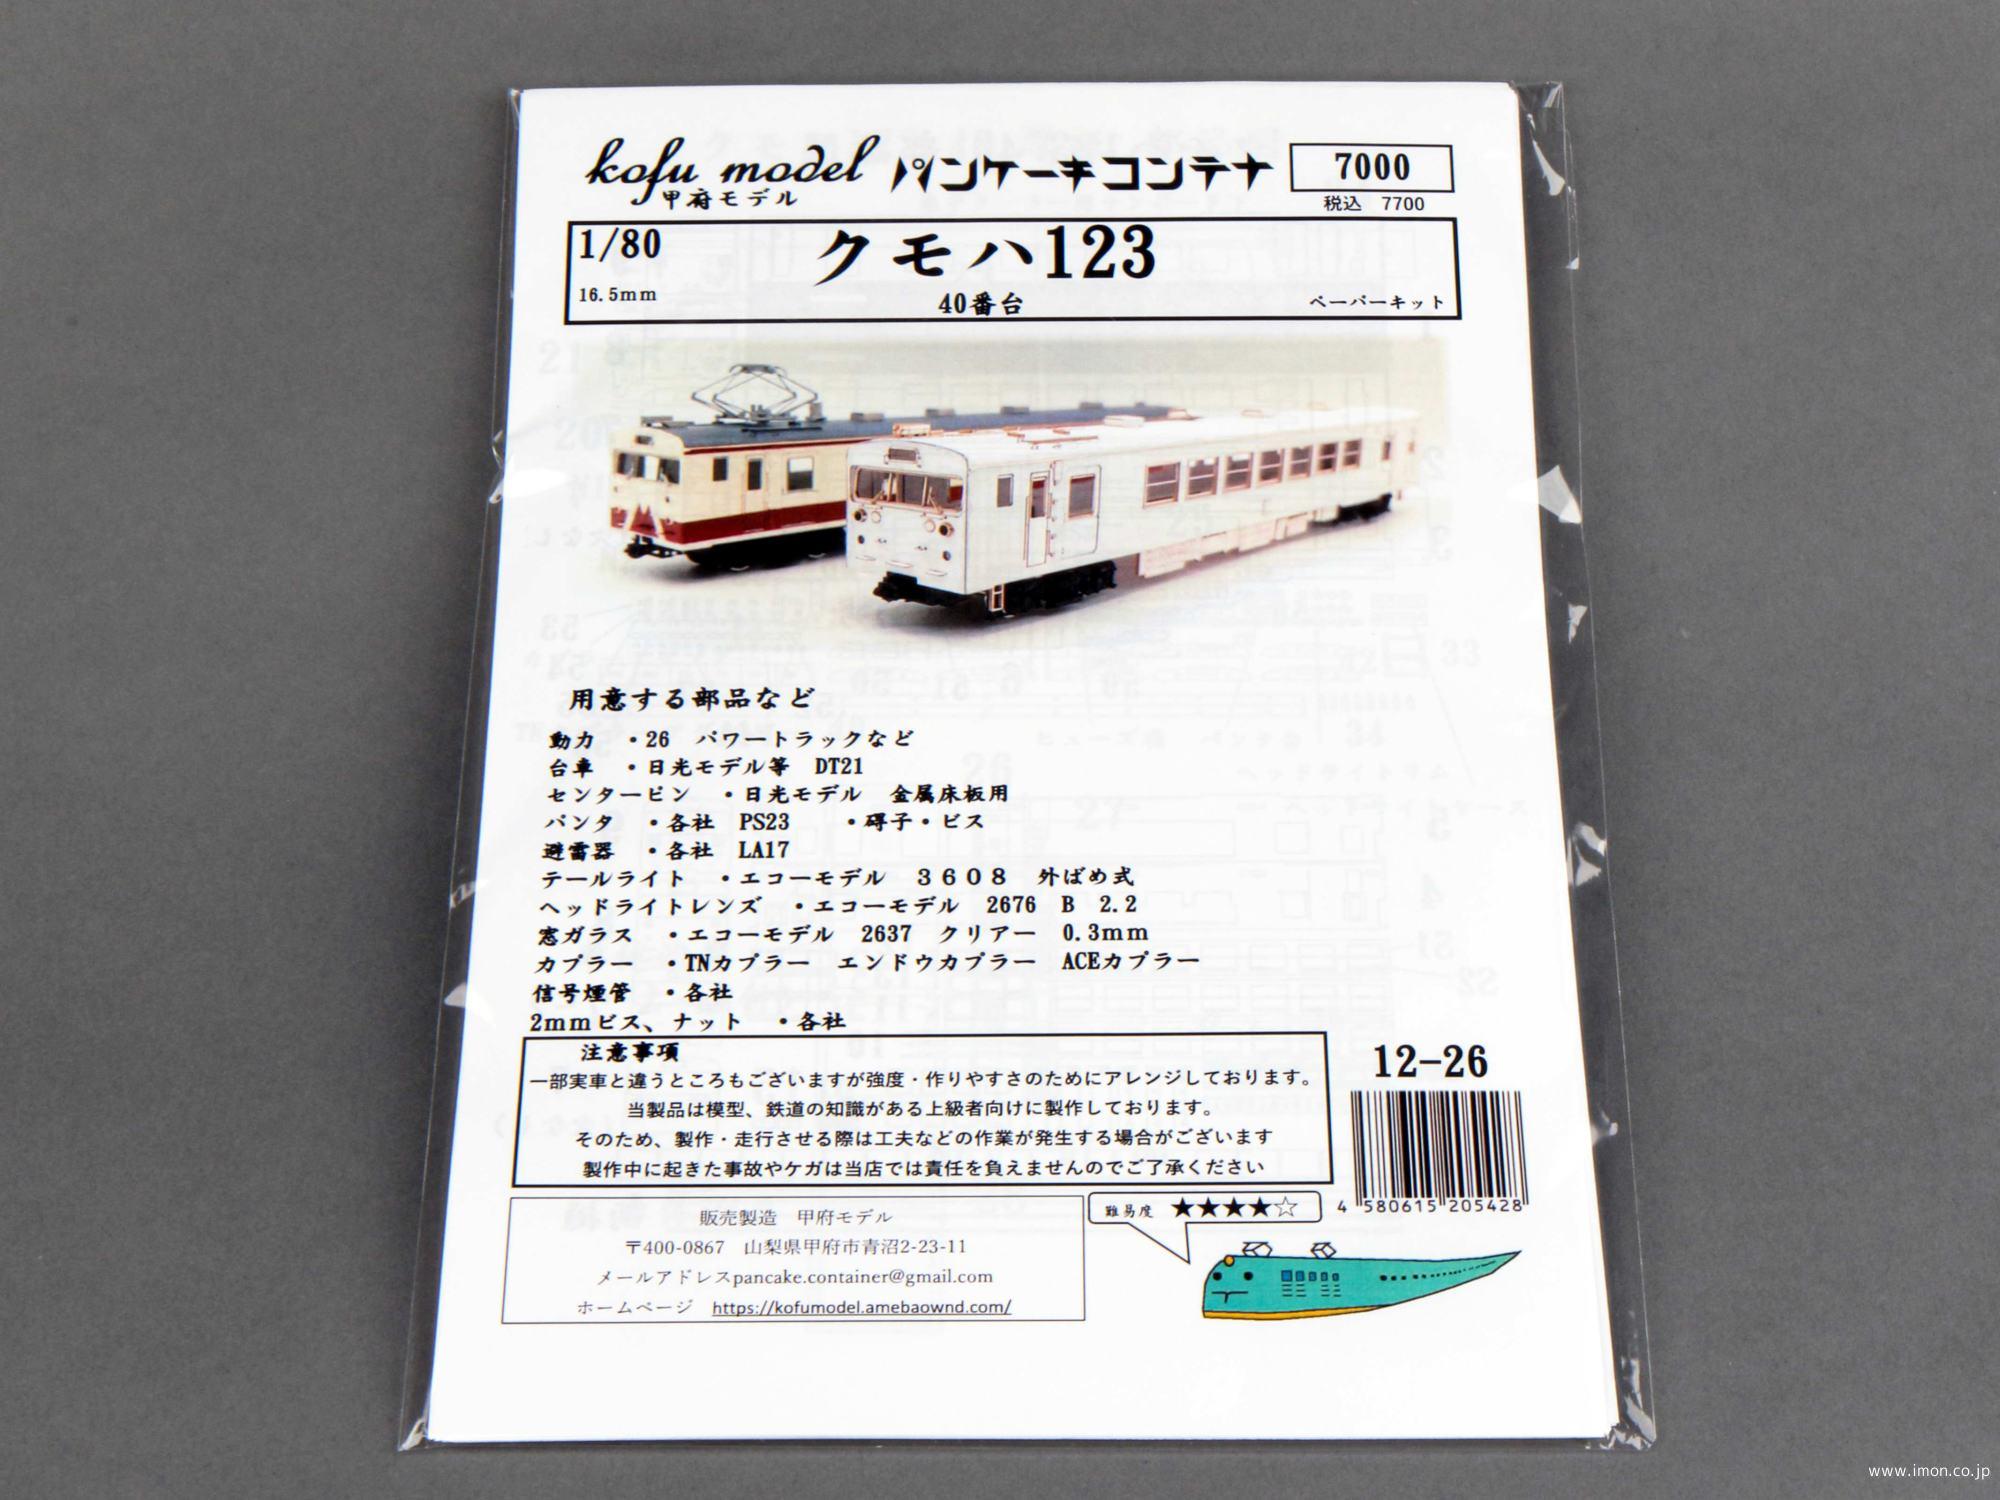 kofu model パンケーキコンテナ 7000
甲府モデル 税込 7700
1/80 クモハ123
16.5mm 40番台 ペーパーキット
用意する部品など
動力 ・26 パワートラックなど
台車 ・日光モデル等 DT21
センターピン ・日光モデル 金属床板用
パンタ ・各社 PS23 ・碍子・ビス
避雷器 ・各社 LA17
テールライト ・エコーモデル 3608 外ばめ式
ヘッドライトレンズ ・エコーモデル 2676 B 2.2
窓ガラス ・エコーモデル 2637 クリアー 0.3mm
カプラー ・TNカプラー エンドウカプラー ACEカプラー
信号煙管 ・各社
2mmビス、ナット ・各社
注意事項
一部実車と違うところもございますが強度・作りやすさのためにアレンジしております。
当製品は模型、鉄道の知識がある上級者向けに製作しております。
そのため、製作・走行させる際は工夫などの作業が発生する場合がございます
製作中に起きた事故やケガは当店では責任を負えませんのでご了承ください
12-26
4 580615 205428
難易度 ★★★★☆
販売製造 甲府モデル
〒400-0867 山梨県甲府市青沼2-23-11
メールアドレスpancake.container@gmail.com
ホームページ https://kofumodel.amebaownd.com/
www.imon.co.jp